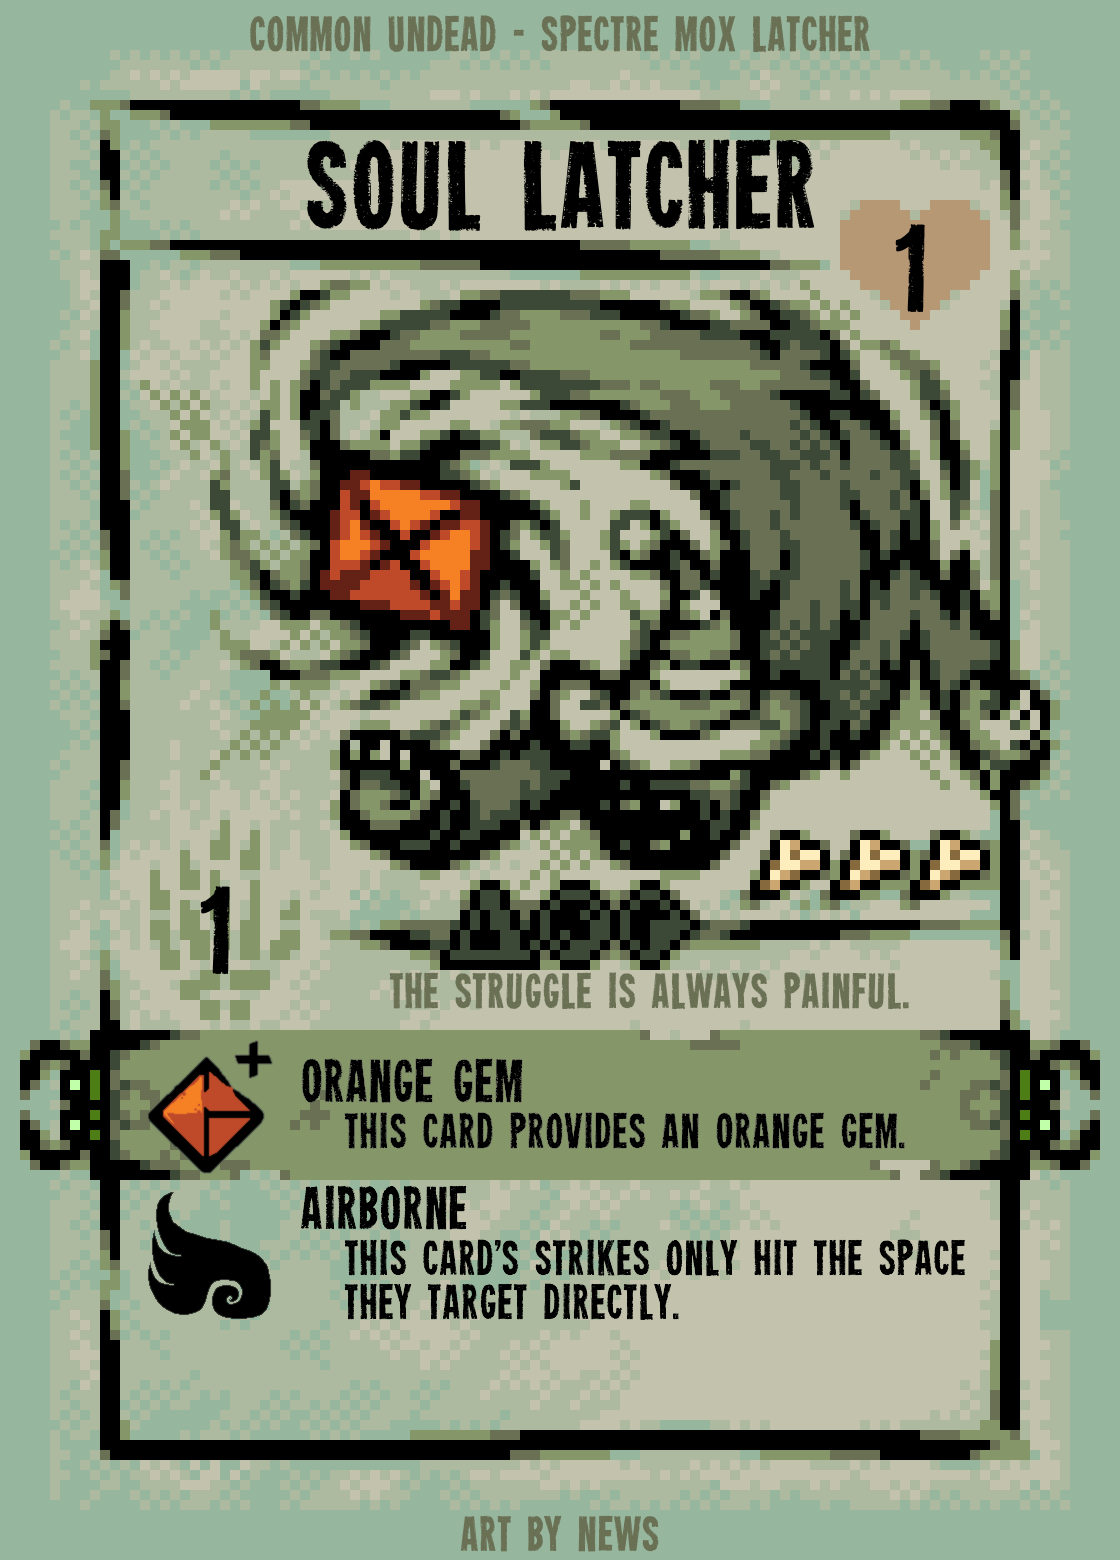 COMMON UNDEAD - SPECTRE MOX LATCHER
SOUL LATCHER
1
1
THE STRUGGLE IS ALWAYS PAINFUL.
+
ORANGE GEM
THIS CARD PROVIDES AN ORANGE GEM.
AIRBORNE
THIS CARD'S STRIKES ONLY HIT THE SPACE
THEY TARGET DIRECTLY.
ART BY NEWS